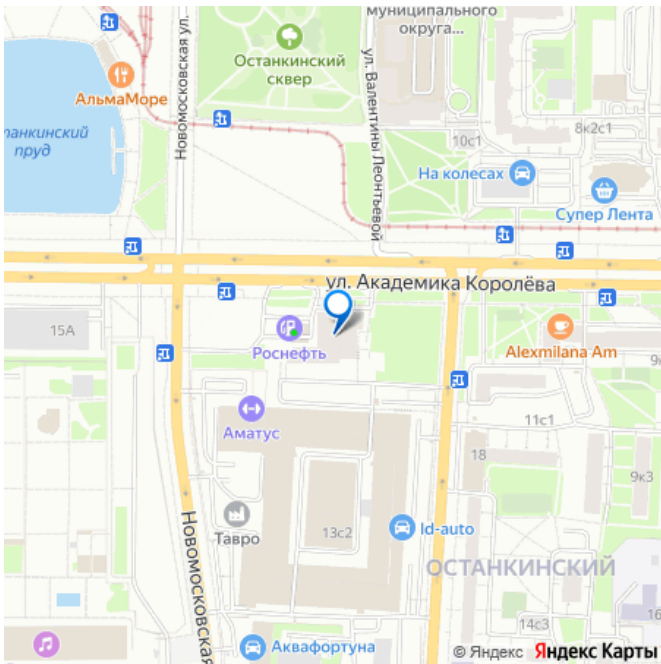 муниципального
округа...
Останкинский
сквер
АльмаМоре
Новомосковская ул.
ул. Валентины Леонтьевой
танкинский
пруд
10с1
8к2с1
На колесах
Супер Лента
ул. Академика Королёва
15А
Роснефть
Alexmilana Am
Аматус
11с1
18
9к3
Тавро
13с2
Id-auto
Новомосковская
ОСТАНКИНСКИЙ
14с3
Аквафортуна
© Яндекс Яндекс Карты